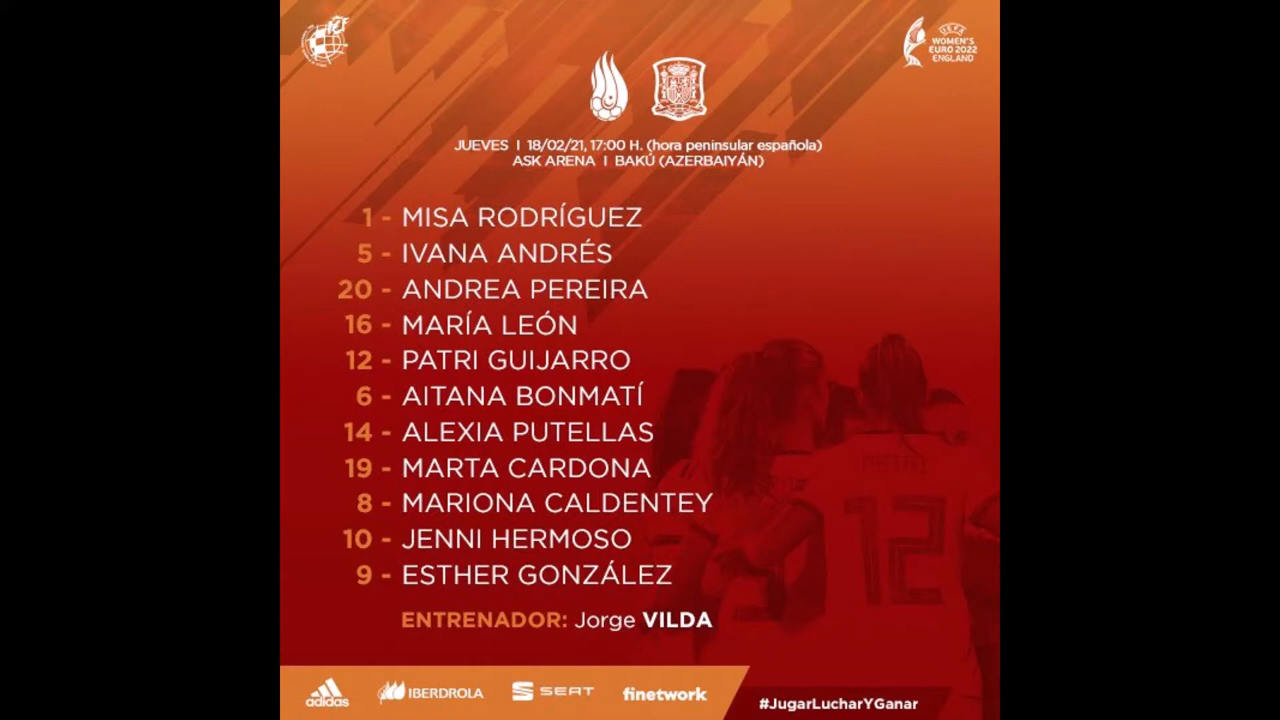 UEFA
WOMEN'S
EURO 2022
ENGLAND
JUEVES I 18/02/21, 17:00 H. (hora peninsular española)
ASK ARENA I BAKÚ (AZERBAIYÁN)
1 - MISA RODRÍGUEZ
5 - IVANA ANDRÉS
20 - ANDREA PEREIRA
16 - MARÍA LEÓN
12 - PATRI GUIJARRO
6 - AITANA BONMATÍ
14 - ALEXIA PUTELLAS
19 - MARTA CARDONA
8 - MARIONA CALDENTEY
10 - JENNI HERMOSO
9 - ESTHER GONZÁLEZ
12
ENTRENADOR: Jorge VILDA
adidas IBERDROLA SEAT finetwork
#JugarLucharYGanar